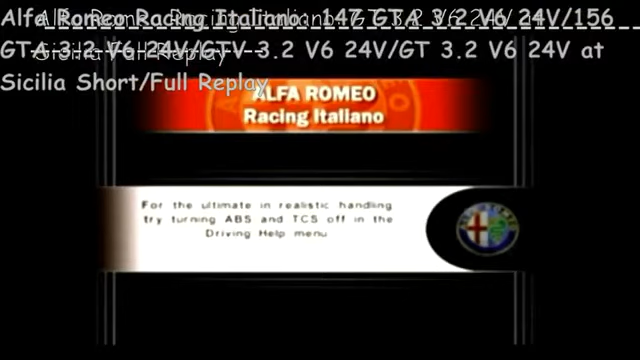 Alfa Romeo Racing Italiano: 147 GTA 3.2 V6 24V/156
GTA 3.2 V6 24V/GTV 3.2 V6 24V/GT 3.2 V6 24V at
Sicilia Short/Full Replay
ALFA ROMEO
Racing Italiano
For the ultimate in realistic handling
try turning ABS and TCS off in the
Driving Help menu